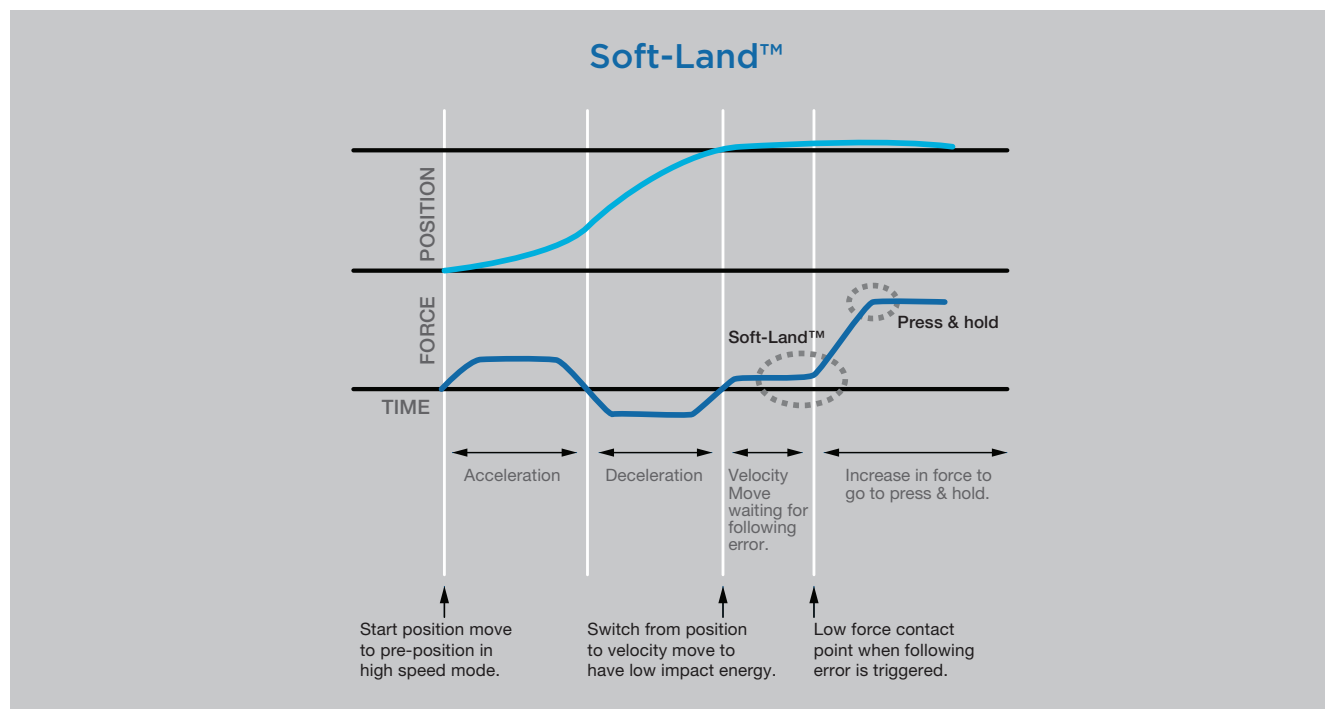 Soft-Land™
POSITION
FORCE
Soft-Land™
Press & hold
TIME
Acceleration
Deceleration
Velocity
Move
waiting for
following
error.
Increase in force to
go to press & hold.
Start position move
to pre-position in
high speed mode.
Switch from position
to velocity move to
have low impact energy.
Low force contact
point when following
error is triggered.